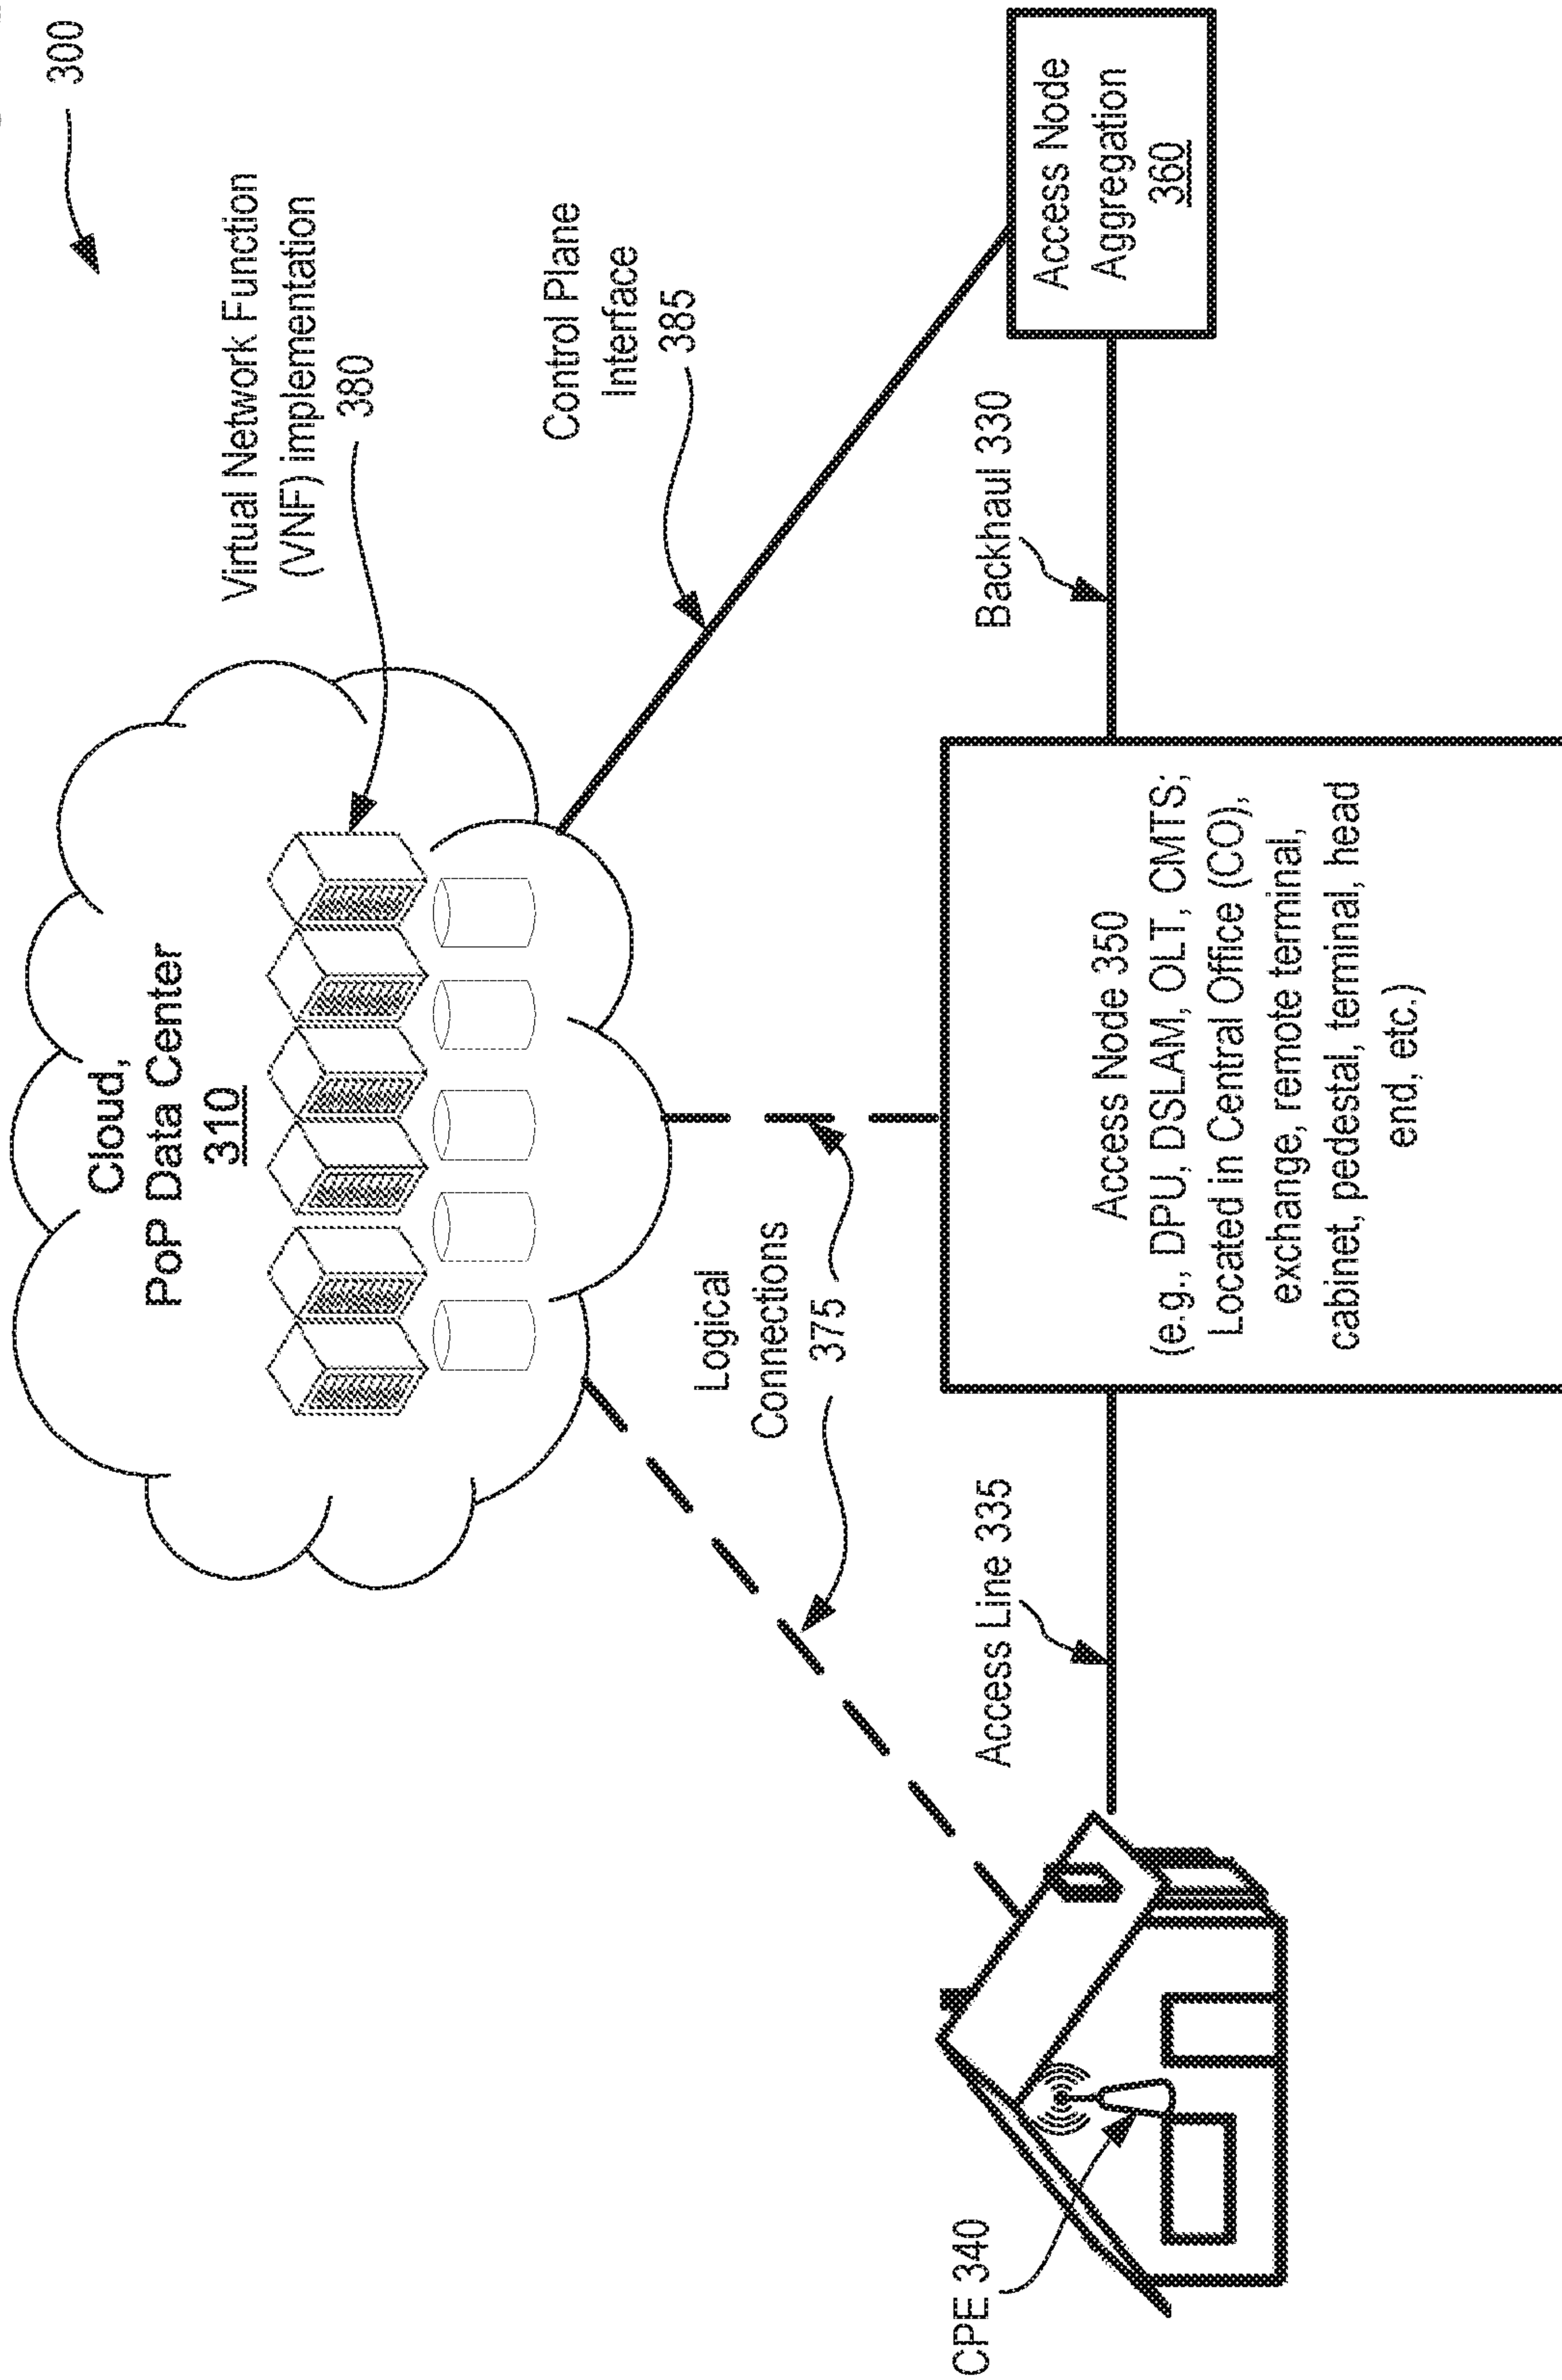 300
Cloud,
PoP Data Center
310
Virtual Network Function
(VNF) implementation
380
Control Plane
Interface
385
Logical
Connections
375
CPE 340
Access Line 335
Access Node 350
(e.g., DPU, DSLAM, OLT, CMTS;
Located in Central Office (CO),
exchange, remote terminal,
cabinet, pedestal, terminal, head
end, etc.)
Backhaul 330
Access Node
Aggregation
360